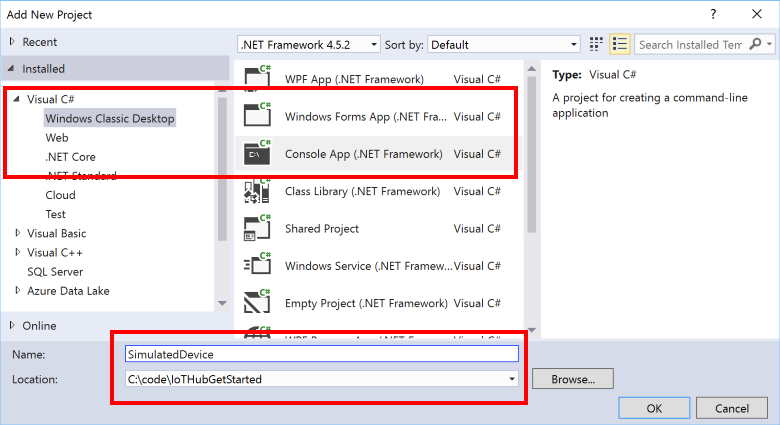 Add New Project
? 
Recent
.NET Framework 4.5.2
Sort by:
Default
Search Installed Tem
Installed
Visual C#
Windows Classic Desktop
Web
.NET Core
.NET Standard
Cloud
Test
Visual Basic
Visual C++
SQL Server
Azure Data Lake
Online
WPF App (.NET Framework) Visual C#
Windows Forms App (.NET Fra... Visual C#
Console App (.NET Framework) Visual C#
Class Library (.NET Framework) Visual C#
Shared Project Visual C#
Windows Service (.NET Framew... Visual C#
Empty Project (.NET Framework) Visual C#
Type: Visual C#
A project for creating a command-line
application
Name: SimulatedDevice
Location: C:\code\IoTHubGetStarted
Browse...
OK
Cancel